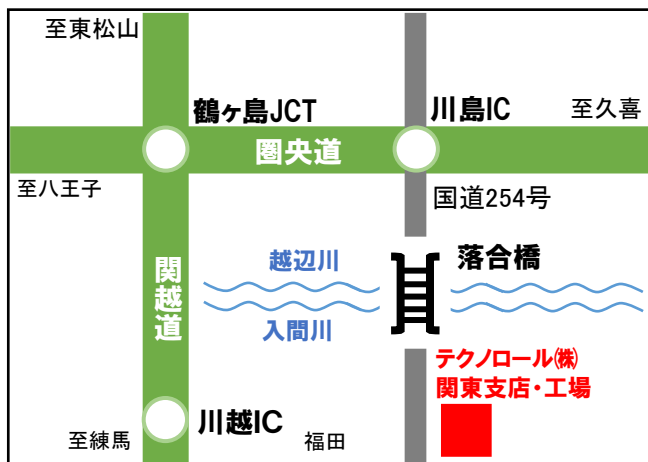 至東松山
鶴ヶ島JCT
川島IC
至久喜
圏央道
至八王子
国道254号
関越道
越辺川
落合橋
入間川
テクノロール㈱
関東支店・工場
川越IC
至練馬
福田